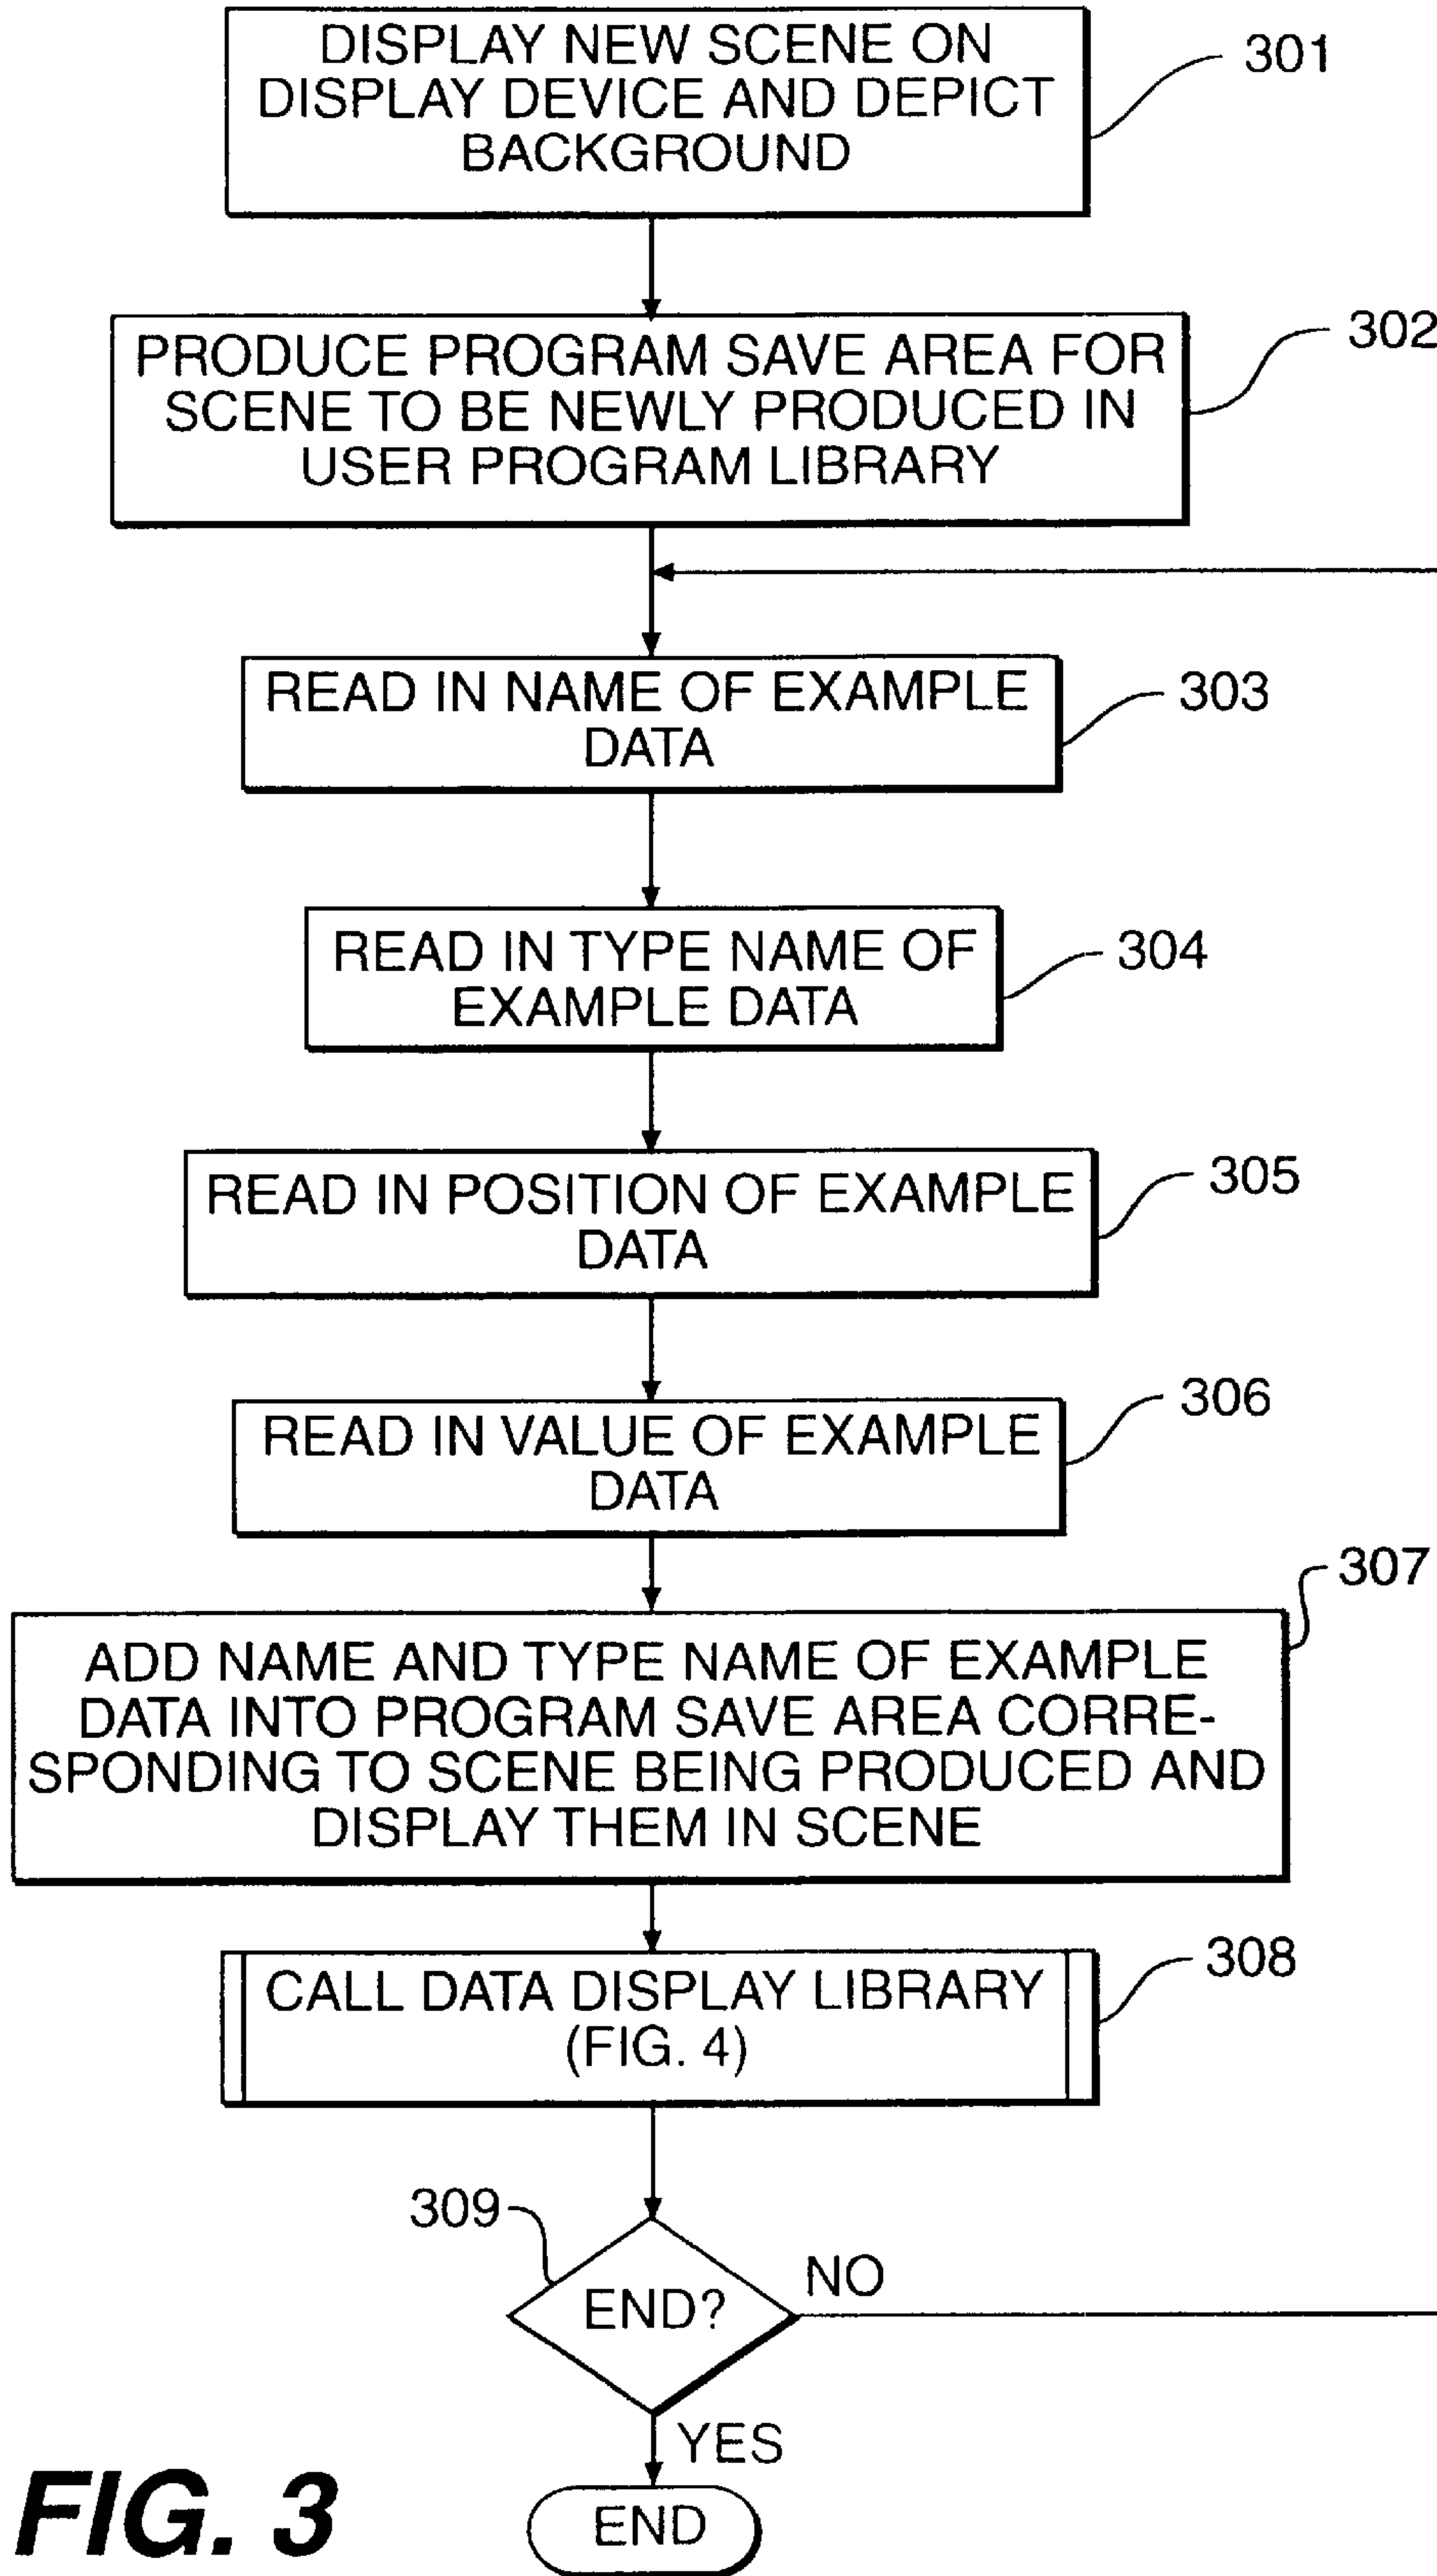 DISPLAY NEW SCENE ON
DISPLAY DEVICE AND DEPICT
BACKGROUND
301
PRODUCE PROGRAM SAVE AREA FOR
SCENE TO BE NEWLY PRODUCED IN
USER PROGRAM LIBRARY
302
READ IN NAME OF EXAMPLE
DATA
303
READ IN TYPE NAME OF
EXAMPLE DATA
304
READ IN POSITION OF EXAMPLE
DATA
305
READ IN VALUE OF EXAMPLE
DATA
306
ADD NAME AND TYPE NAME OF EXAMPLE
DATA INTO PROGRAM SAVE AREA CORRE-
SPONDING TO SCENE BEING PRODUCED AND
DISPLAY THEM IN SCENE
307
CALL DATA DISPLAY LIBRARY
(FIG. 4)
308
309
END?
NO
YES
END
FIG. 3